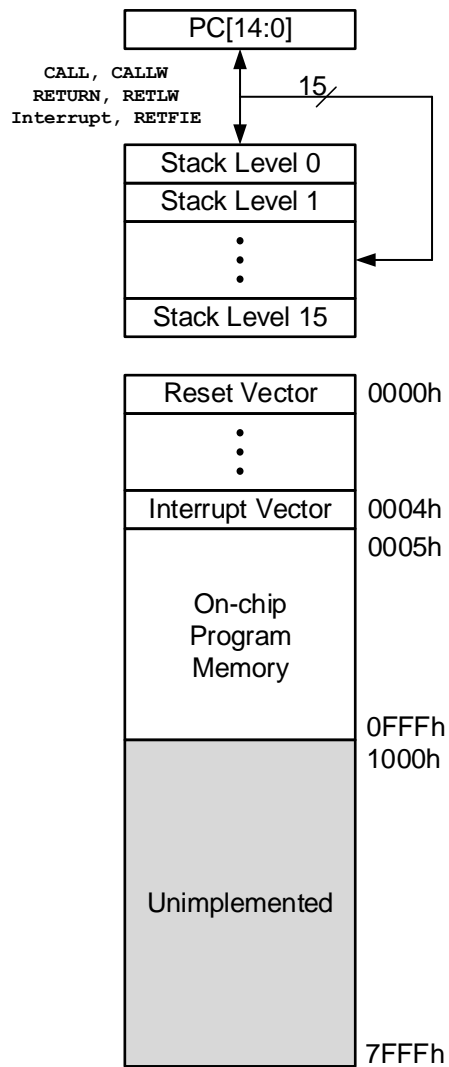 PC[14:0]
CALL, CALLW
RETURN, RETLW
Interrupt, RETFIE
15
Stack Level 0
Stack Level 1
Stack Level 15
Reset Vector
0000h
Interrupt Vector
0004h
0005h
On-chip
Program
Memory
0FFFh
1000h
Unimplemented
7FFFh